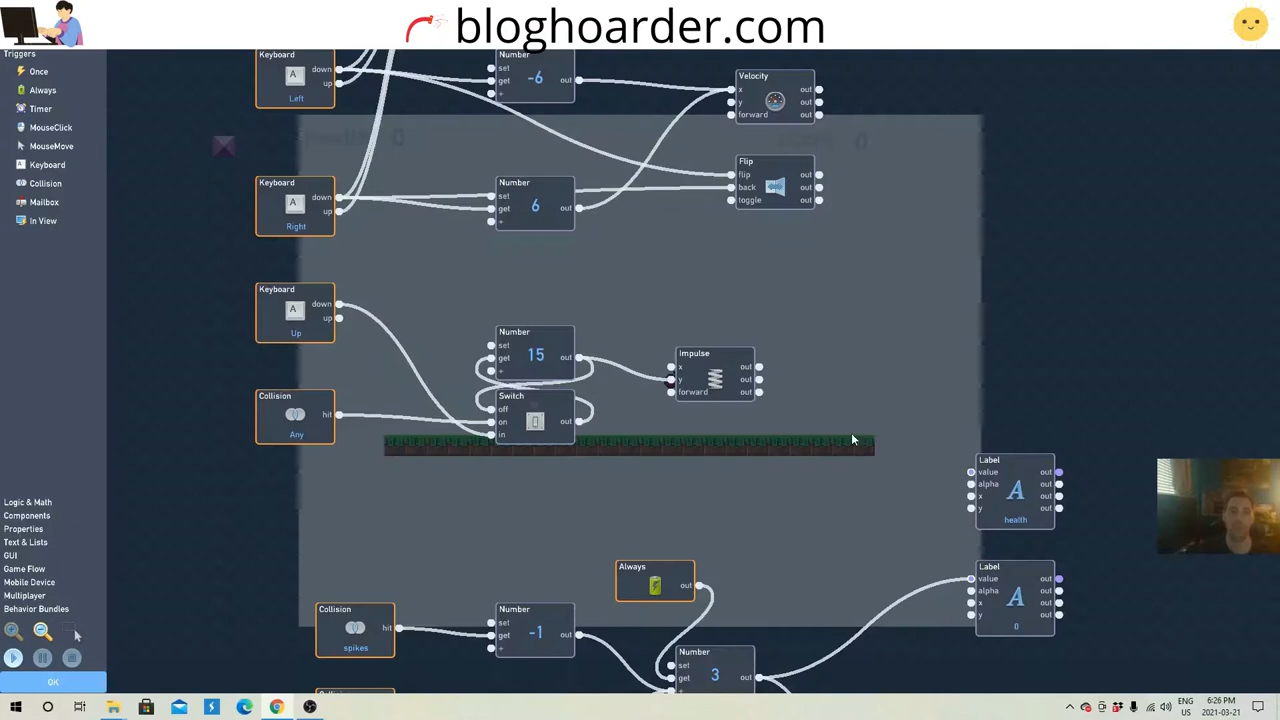 bloghoarder.com
Triggers
Once
Always
Timer
MouseClick
MouseMove
Keyboard
Collision
Mailbox
In View
Logic & Math
Components
Properties
Text & Lists
GUI
Game Flow
Mobile Device
Multiplayer
Behavior Bundles
OK
Keyboard
A
down
up
Left
Number
set
get
+
-6
out
Velocity
x
y
forward
out
out
out
Flip
flip
back
toggle
out
out
out
Keyboard
A
down
up
Right
Number
set
get
+
6
out
Keyboard
A
down
up
Up
Number
set
get
+
15
out
Impulse
x
y
forward
out
out
out
Collision
hit
Any
Switch
off
on
in
out
Label
value
alpha
x
y
A
health
out
out
out
out
Always
out
Label
value
alpha
x
y
A
0
out
out
out
out
Collision
hit
spikes
Number
set
get
+
-1
out
Number
set
get
3
out
ENG
US
6:26 PM
2021-03-21